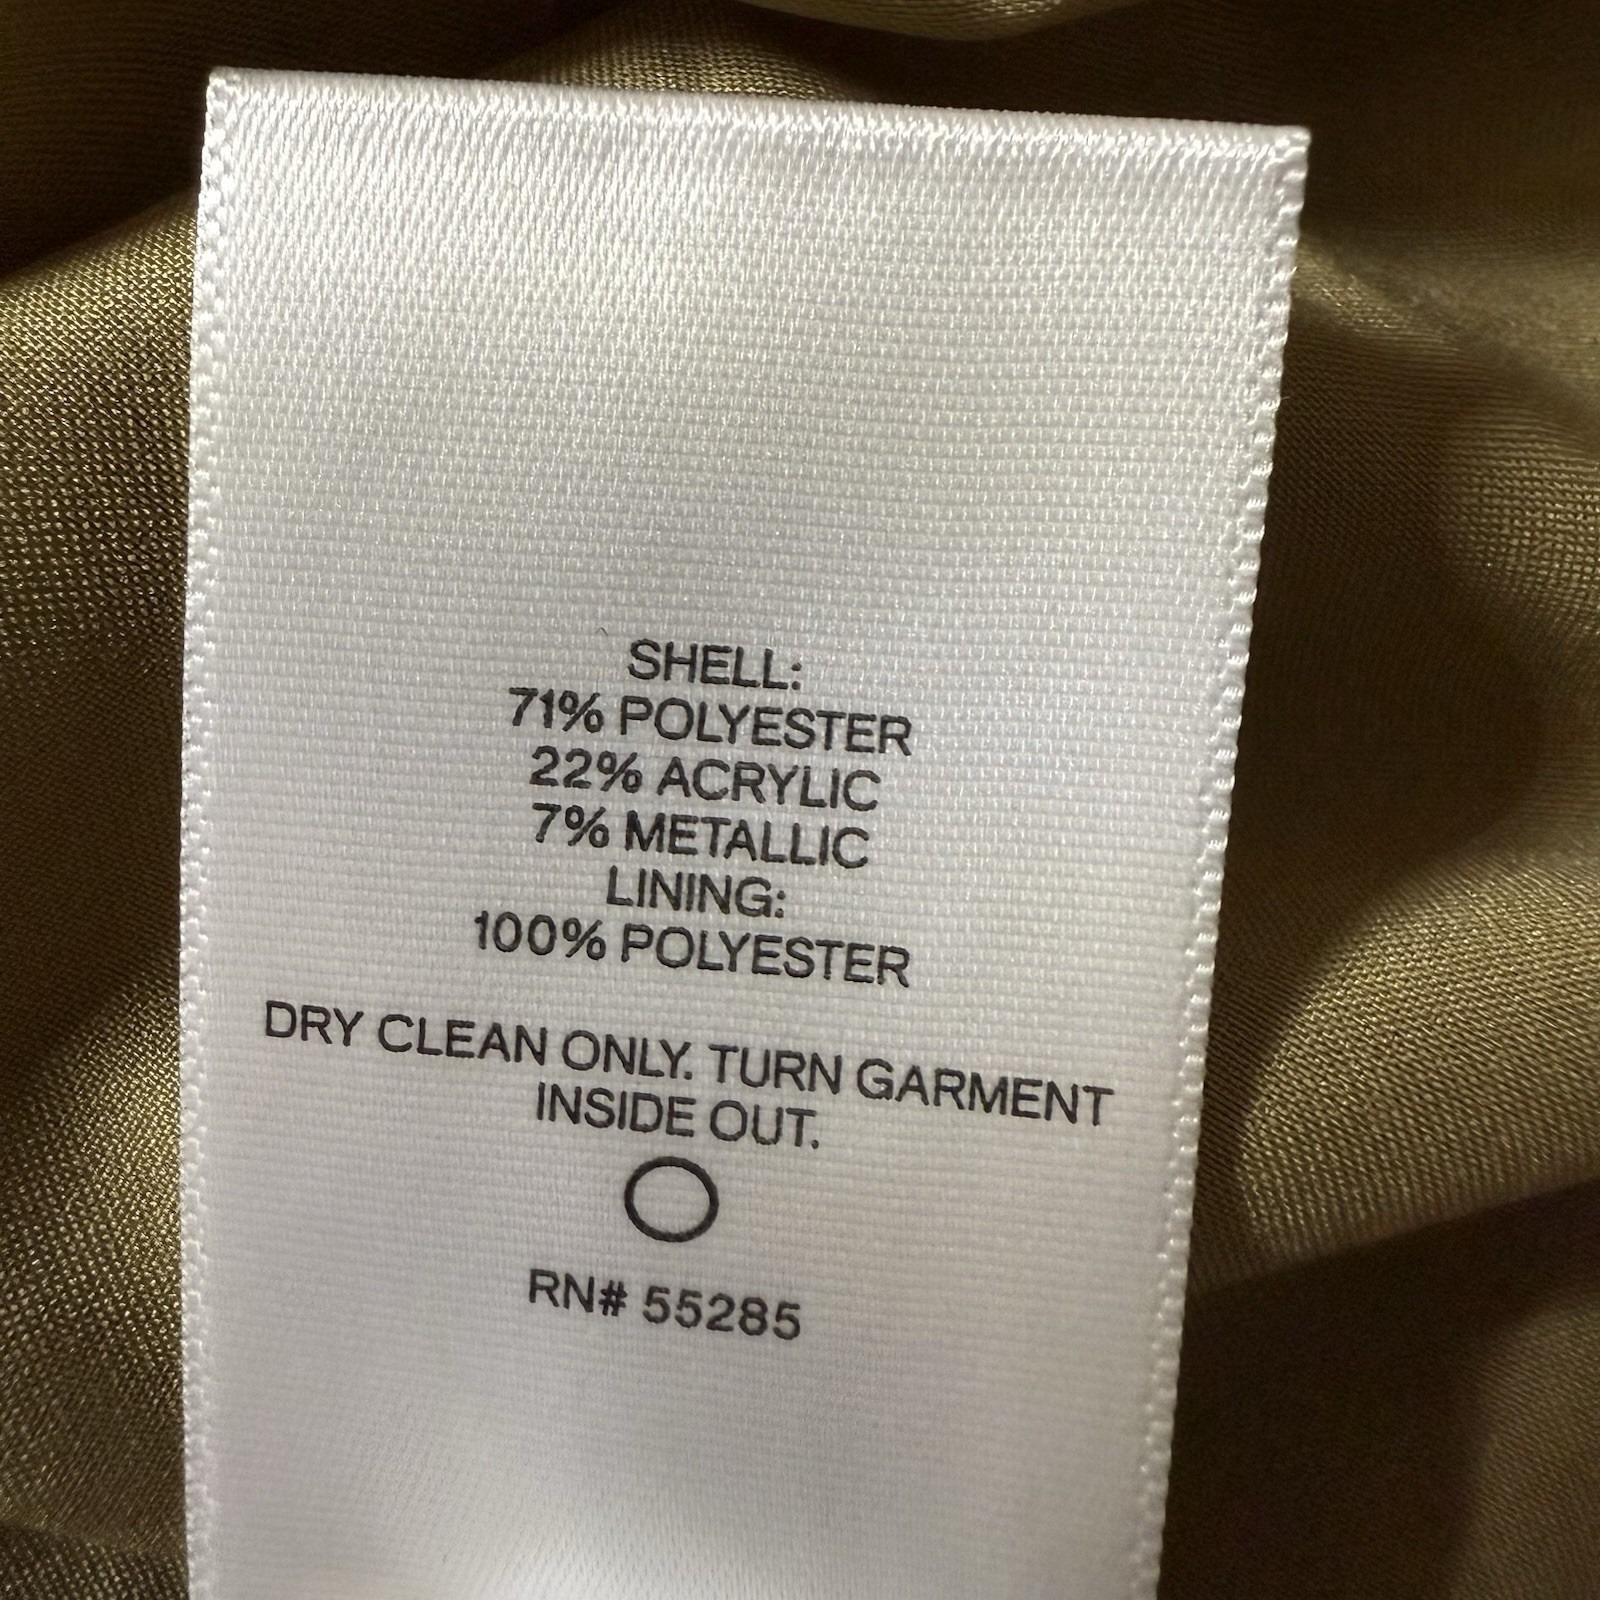 SHELL:
71% POLYESTER
22% ACRYLIC
7% METALLIC
LINING:
100% POLYESTER
DRY CLEAN ONLY. TURN GARMENT
INSIDE OUT.
RN# 55285